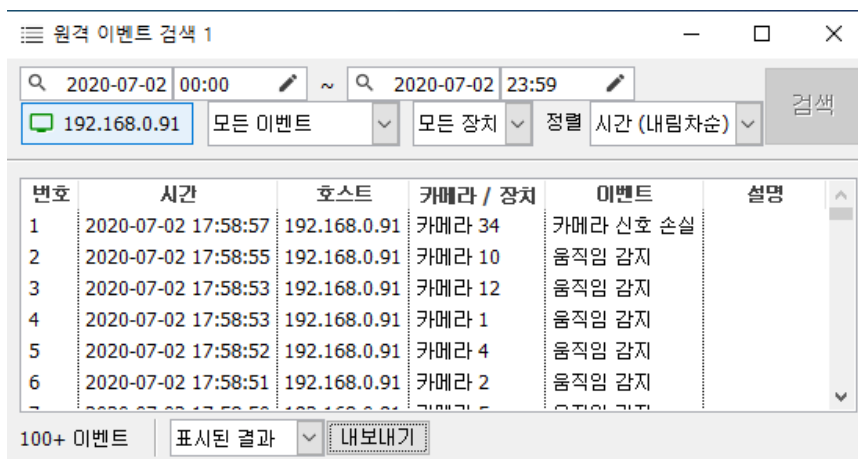 원격 이벤트 검색 1
2020-07-02 00:00 ~ 2020-07-02 23:59
검색
192.168.0.91 모든 이벤트 모든 장치 정렬 시간 (내림차순)
번호 시간 호스트 카메라 / 장치 이벤트 설명
1 2020-07-02 17:58:57 192.168.0.91 카메라 34 카메라 신호 손실
2 2020-07-02 17:58:55 192.168.0.91 카메라 10 움직임 감지
3 2020-07-02 17:58:53 192.168.0.91 카메라 12 움직임 감지
4 2020-07-02 17:58:53 192.168.0.91 카메라 1 움직임 감지
5 2020-07-02 17:58:52 192.168.0.91 카메라 4 움직임 감지
6 2020-07-02 17:58:51 192.168.0.91 카메라 2 움직임 감지
100+ 이벤트 표시된 결과 내보내기